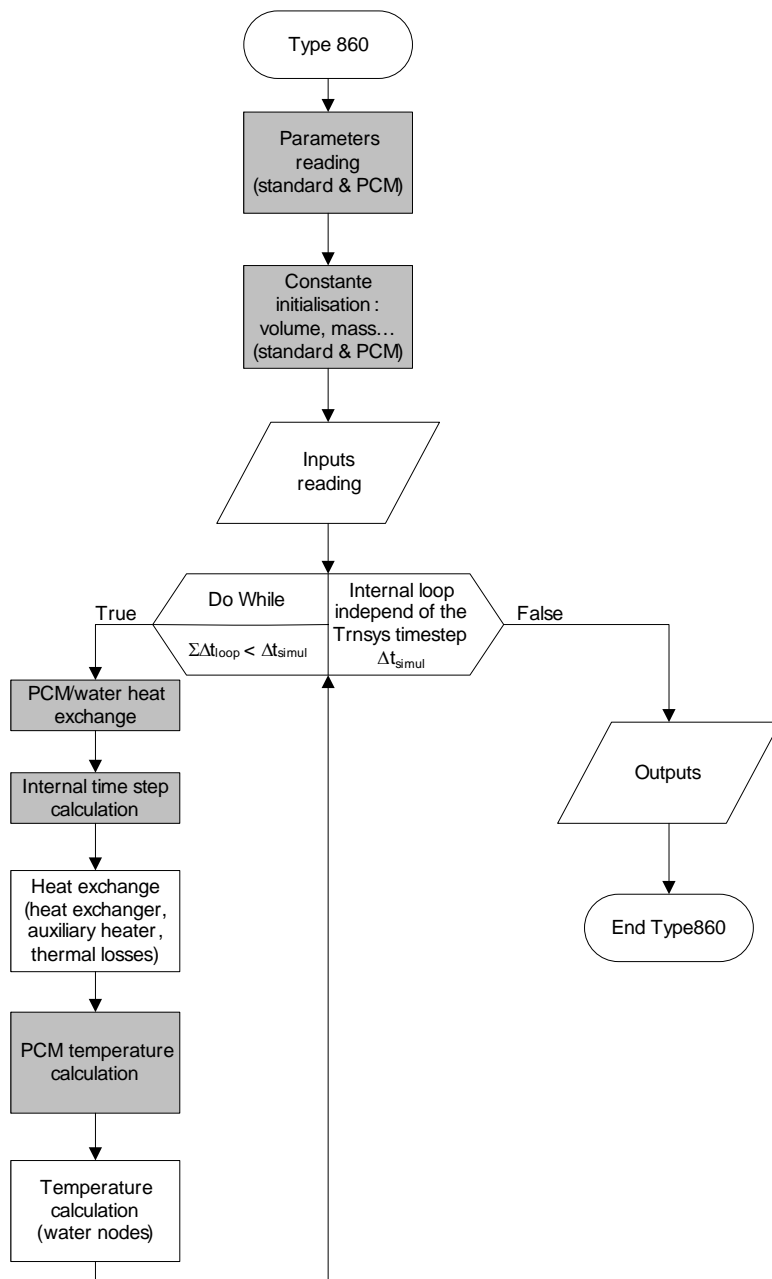 Type 860
Parameters
reading
(standard & PCM)
Constante
initialisation :
volume, mass…
(standard & PCM)
Inputs
reading
True
Do While
ΣΔtloop < Δtsimul
Internal loop
independ of the
Trnsys timestep
Δtsimul
False
PCM/water heat
exchange
Internal time step
calculation
Heat exchange
(heat exchanger,
auxiliary heater,
thermal losses)
PCM temperature
calculation
Temperature
calculation
(water nodes)
Outputs
End Type860